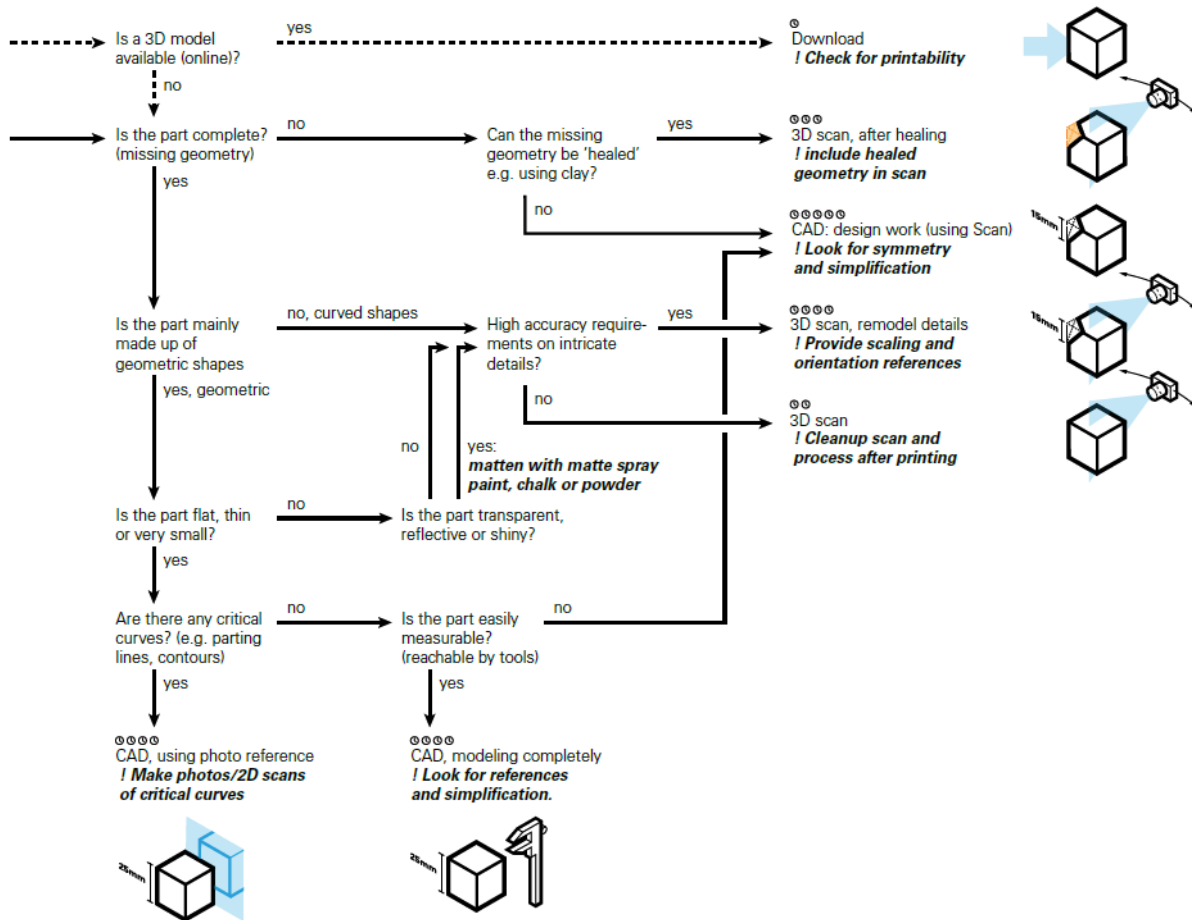 yes
Is a 3D model
available (online)?
Download
! Check for printability
no
Is the part complete?
(missing geometry)
no
Can the missing
geometry be 'healed'
e.g. using clay?
yes
3D scan, after healing
! include healed
geometry in scan
yes
no
CAD: design work (using Scan)
! Look for symmetry
and simplification
15mm
Is the part mainly
made up of
geometric shapes
no, curved shapes
High accuracy require-
ments on intricate
details?
yes
3D scan, remodel details
! Provide scaling and
orientation references
15mm
yes, geometric
no
3D scan
! Cleanup scan and
process after printing
no
yes:
matten with matte spray
paint, chalk or powder
Is the part flat, thin
or very small?
no
Is the part transparent,
reflective or shiny?
yes
Are there any critical
curves? (e.g. parting
lines, contours)
no
Is the part easily
measurable?
(reachable by tools)
no
yes
yes
CAD, using photo reference
! Make photos/2D scans
of critical curves
CAD, modeling completely
! Look for references
and simplification.
25mm
25mm